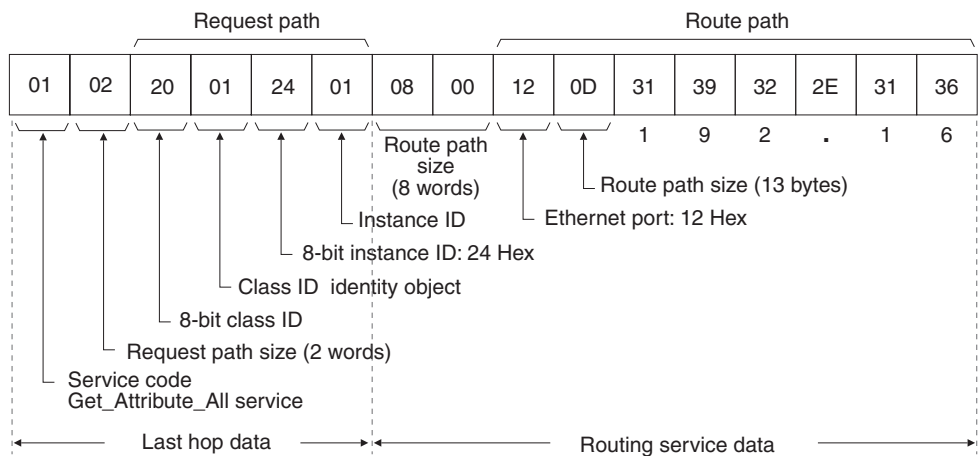 Request path
Route path
01 02 20 01 24 01 08 00 12 0D 31 39 32 2E 31 36
1 9 2 . 1 6
Route path
size
(8 words)
Route path size (13 bytes)
Instance ID
Ethernet port: 12 Hex
8-bit instance ID: 24 Hex
Class ID identity object
8-bit class ID
Request path size (2 words)
Service code
Get_Attribute_All service
Last hop data
Routing service data